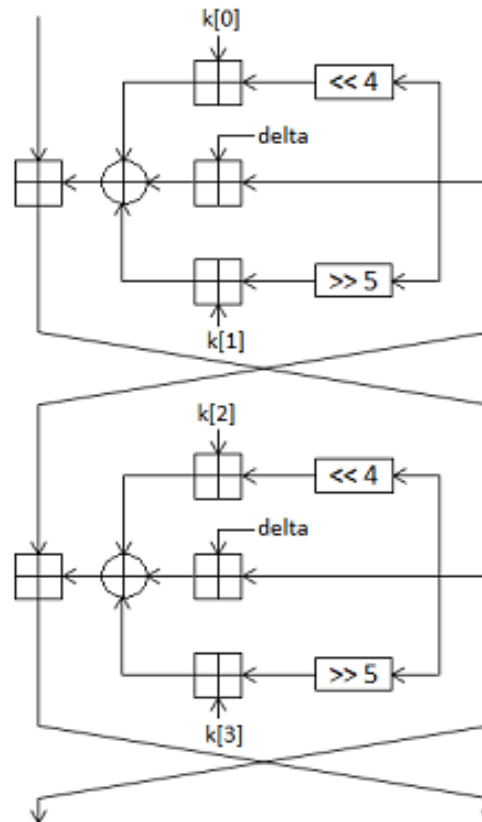 k[0]
<< 4
delta
>> 5
k[1]
k[2]
<< 4
delta
>> 5
k[3]